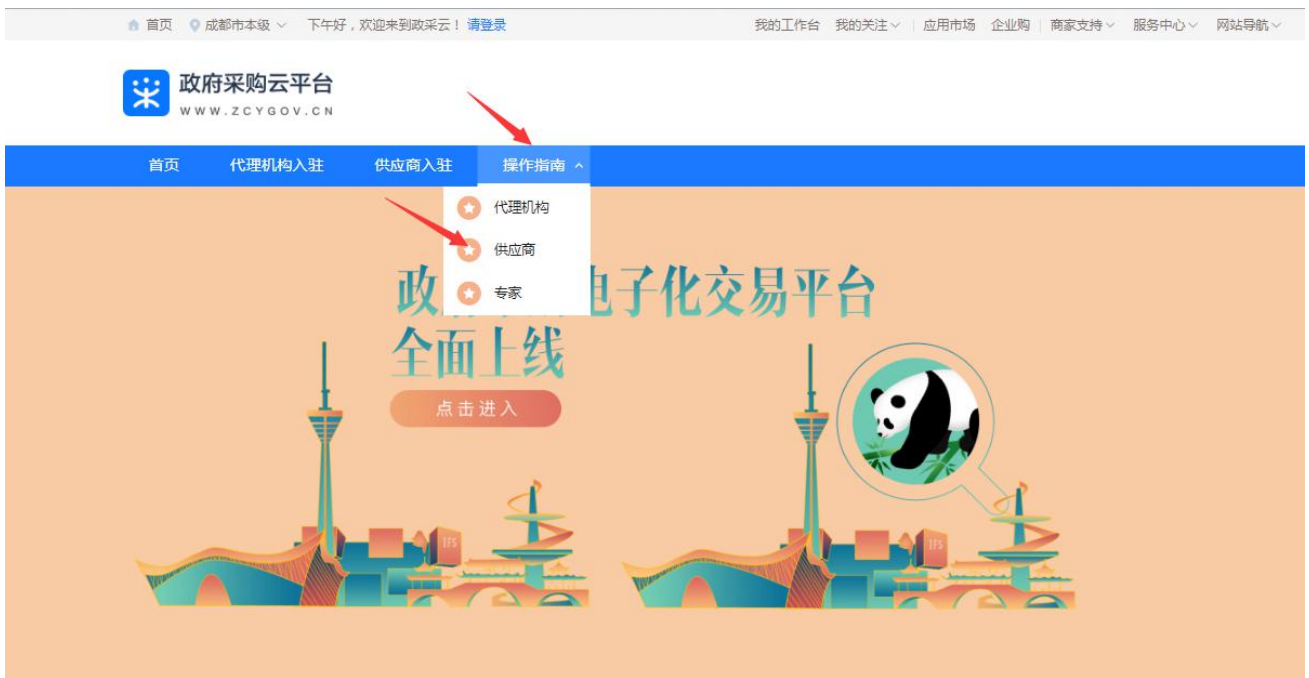 首页 成都市本级 下午好，欢迎来到政采云！ 请登录 我的工作台 我的关注 应用市场 企业购 商家支持 服务中心 网站导航
政府采购云平台
WWW.ZCYGOV.CN
首页 代理机构入驻 供应商入驻 操作指南
代理机构
供应商
专家
政 电子化交易平台
全面上线
点击进入
IFS IFS